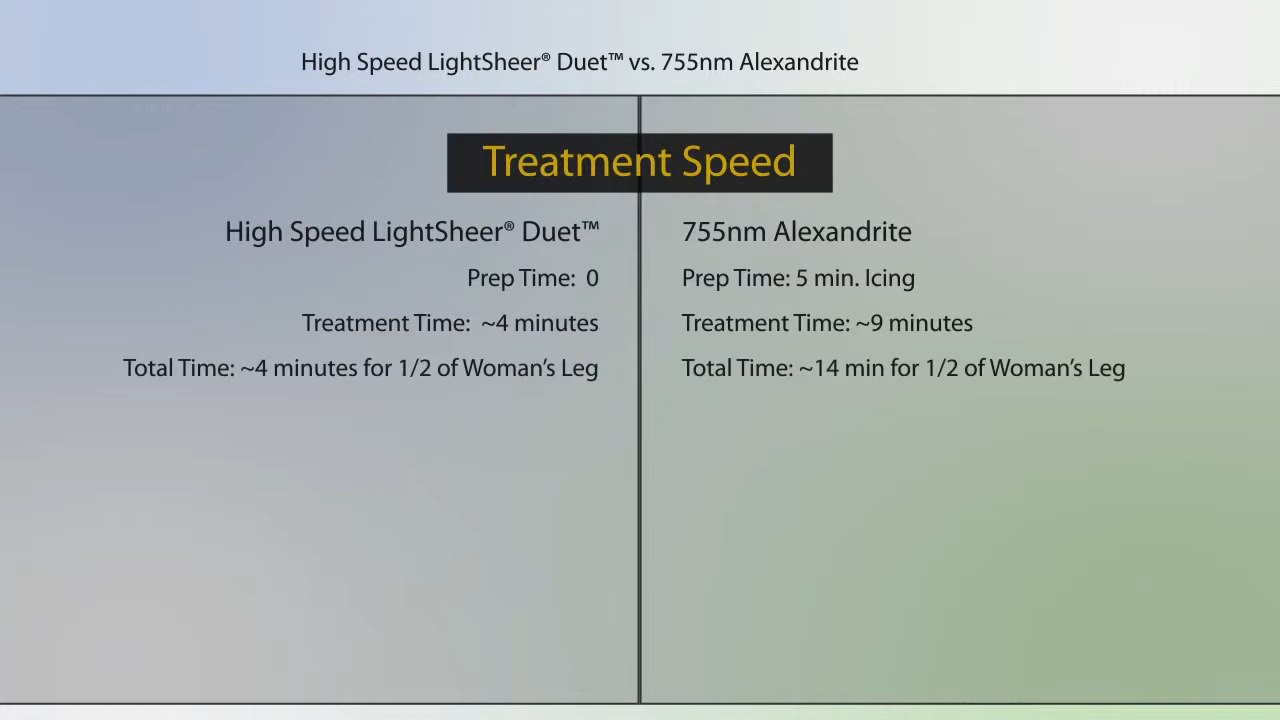 High Speed LightSheer® Duet™ vs. 755nm Alexandrite
Treatment Speed
High Speed LightSheer® Duet™
Prep Time:  0
Treatment Time:  ~4 minutes
Total Time: ~4 minutes for 1/2 of Woman’s Leg
755nm Alexandrite
Prep Time: 5 min. Icing
Treatment Time: ~9 minutes
Total Time: ~14 min for 1/2 of Woman’s Leg